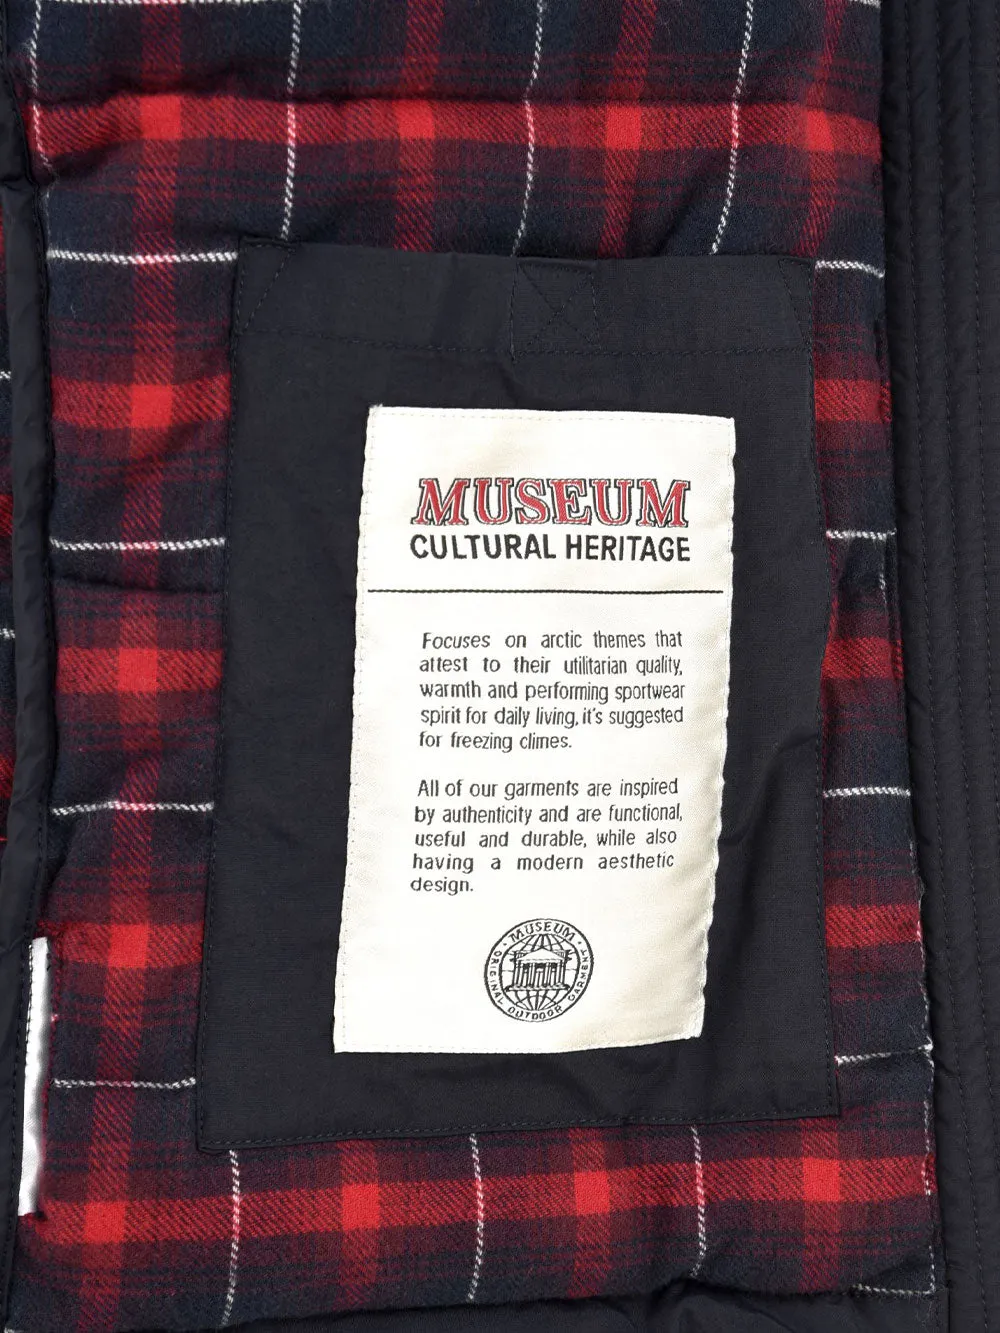 MUSEUM
CULTURAL HERITAGE
Focuses on arctic themes that
attest to their utilitarian quality,
warmth and performing sportwear
spirit for daily living, it's suggested
for freezing climes.
All of our garments are inspired
by authenticity and are functional,
useful and durable, while also
having a modern aesthetic
design.
· MUSEUM ·
ORIGINAL OUTDOOR GARMENT